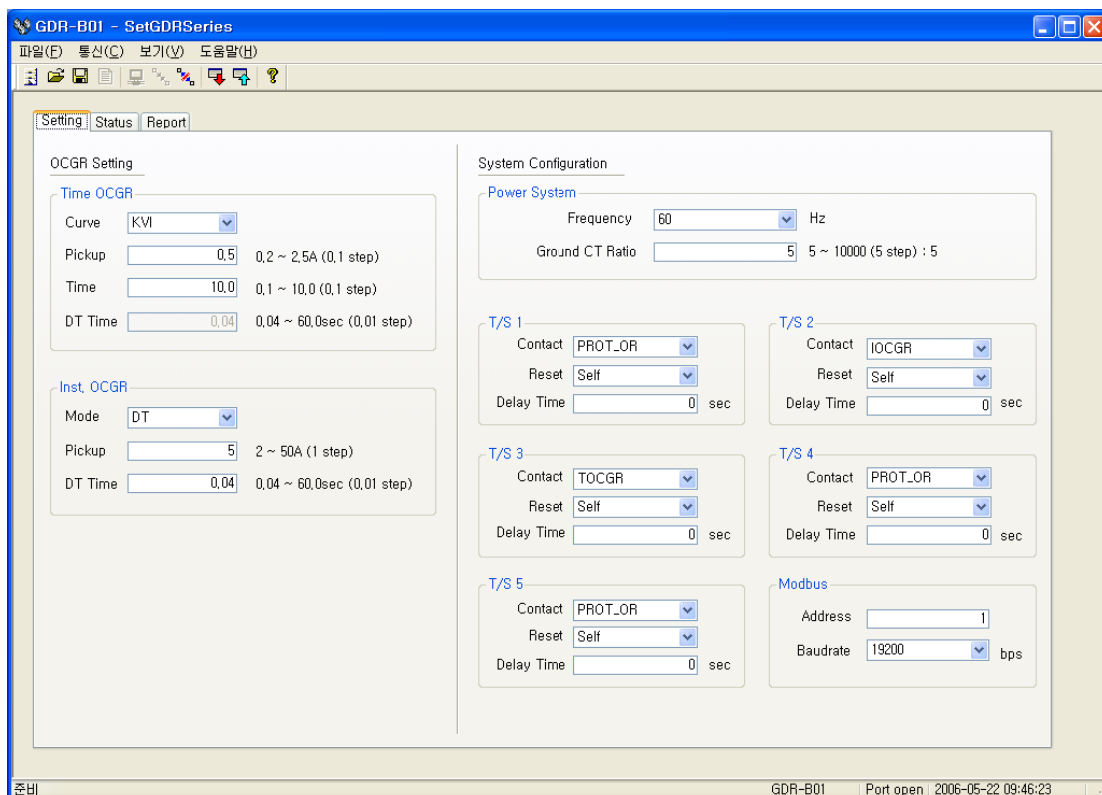 GDR-B01 - SetGDRSeries
파일(F) 통신(C) 보기(V) 도움말(H)
Setting Status Report
OCGR Setting
Time OCGR
Curve KVI
Pickup 0.5 0.2 ~ 2.5A (0.1 step)
Time 10.0 0.1 ~ 10.0 (0.1 step)
DT Time 0.04 0.04 ~ 60.0sec (0.01 step)
Inst. OCGR
Mode DT
Pickup 5 2 ~ 50A (1 step)
DT Time 0.04 0.04 ~ 60.0sec (0.01 step)
System Configuration
Power System
Frequency 60 Hz
Ground CT Ratio 5 5 ~ 10000 (5 step) : 5
T/S 1
Contact PROT_OR
Reset Self
Delay Time 0 sec
T/S 2
Contact IOCGR
Reset Self
Delay Time 0 sec
T/S 3
Contact TOCGR
Reset Self
Delay Time 0 sec
T/S 4
Contact PROT_OR
Reset Self
Delay Time 0 sec
T/S 5
Contact PROT_OR
Reset Self
Delay Time 0 sec
Modbus
Address 1
Baudrate 19200 bps
준비 GDR-B01 Port open 2006-05-22 09:46:23